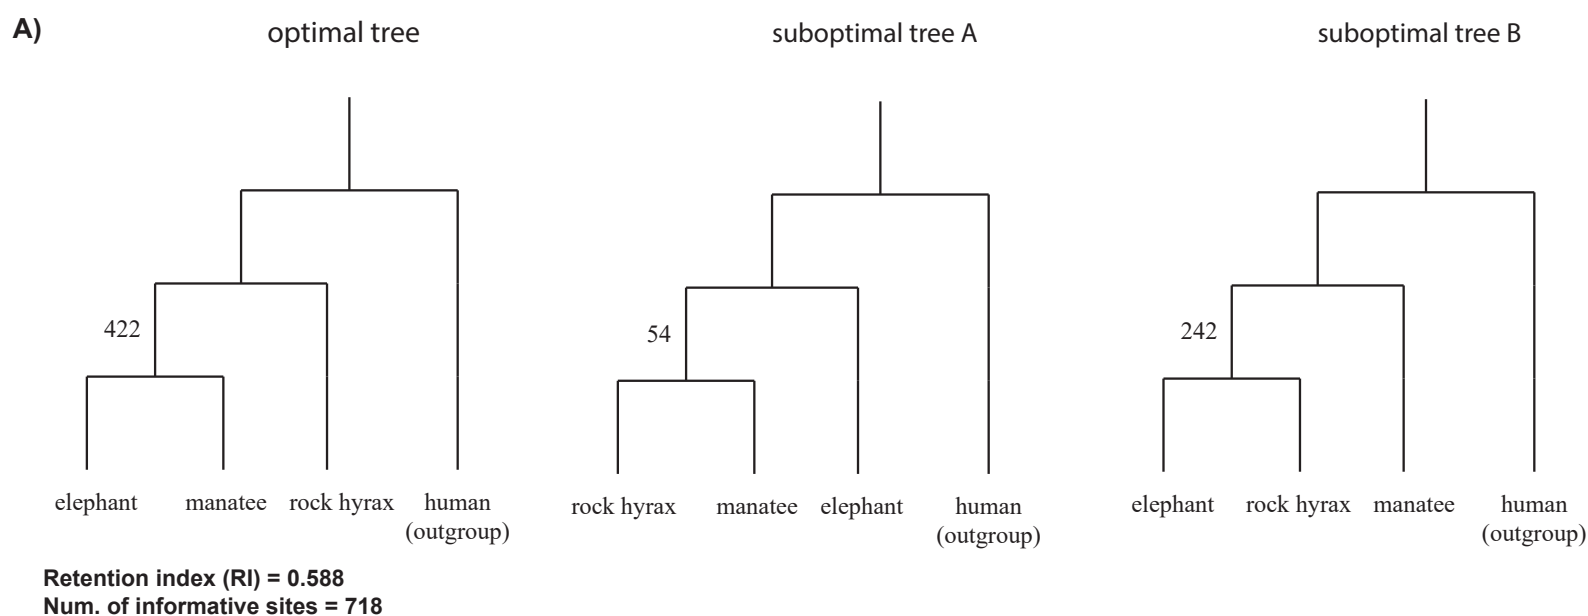 A)
optimal tree
suboptimal tree A
suboptimal tree B
422
54
242
elephant manatee rock hyrax human
(outgroup)
rock hyrax manatee elephant human
(outgroup)
elephant rock hyrax manatee human
(outgroup)
Retention index (RI) = 0.588
Num. of informative sites = 718